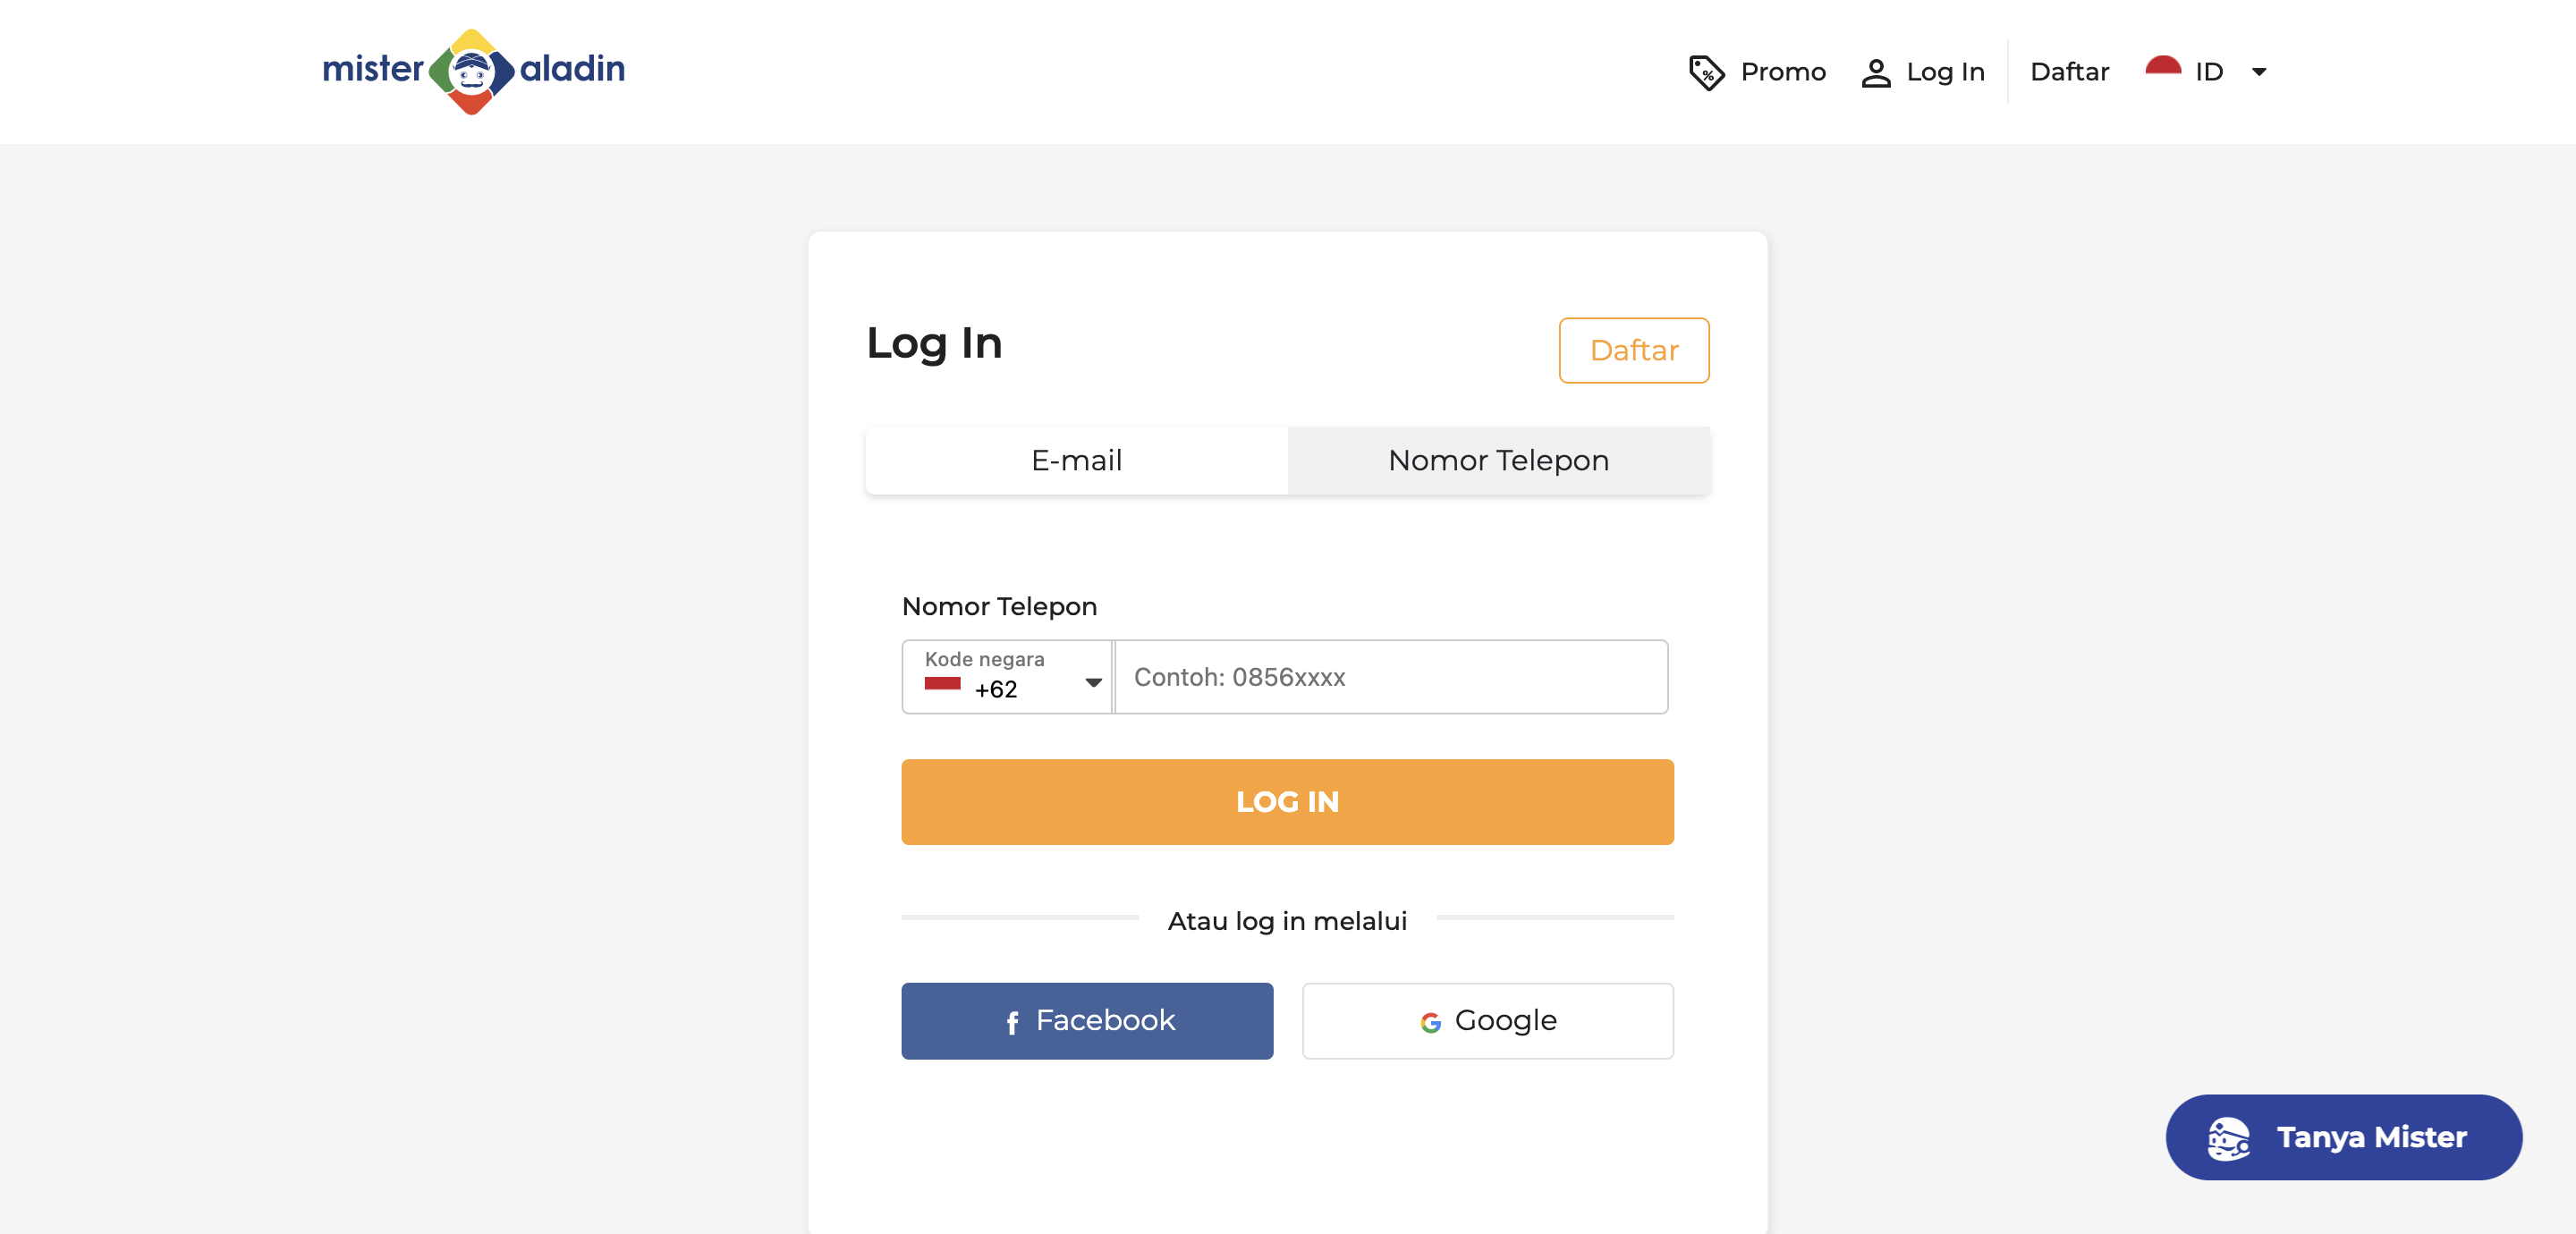 mister aladin
Promo
Log In
Daftar
ID
Log In
Daftar
E-mail
Nomor Telepon
Nomor Telepon
Kode negara
+62
Contoh: 0856xxxx
LOG IN
Atau log in melalui
Facebook
Google
Tanya Mister